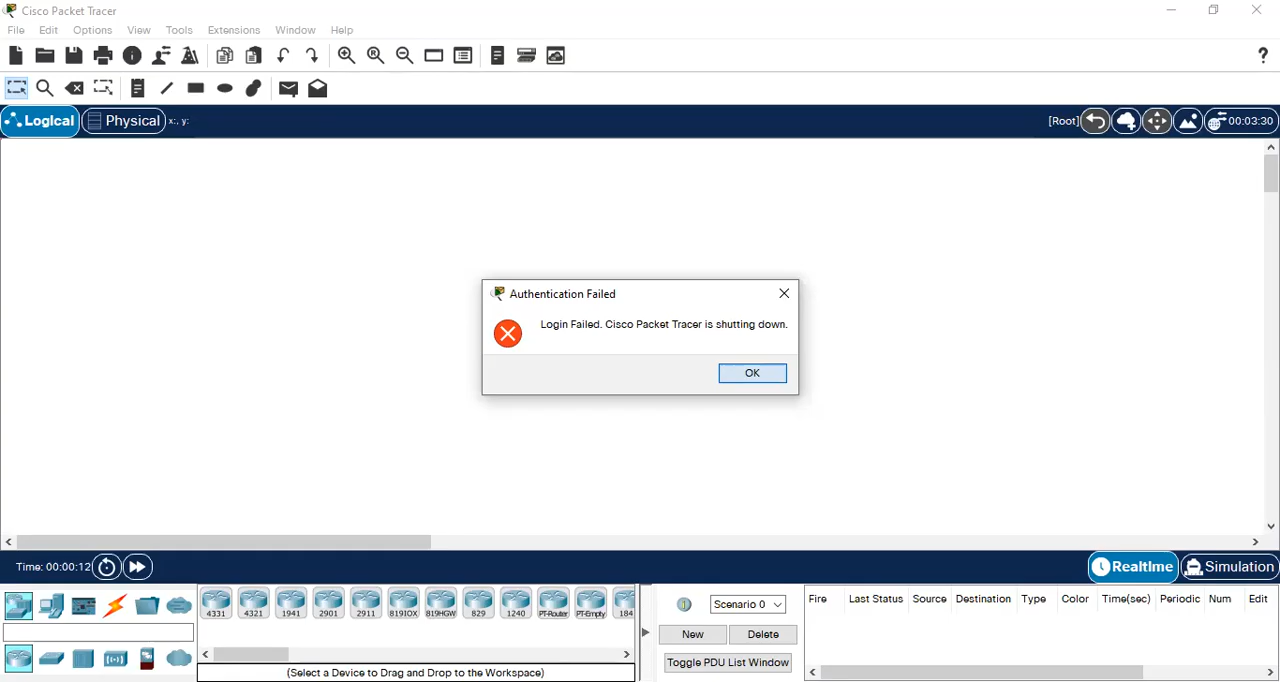 Cisco Packet Tracer
File Edit Options View Tools Extensions Window Help
?
Logical Physical x:, y: [Root] 00:03:30
Authentication Failed
Login Failed. Cisco Packet Tracer is shutting down.
OK
Time: 00:00:12 Realtime Simulation
4331 4321 1941 2901 2911 819IOX 819HGW 829 1240 PT-Router PT-Empty 184
Scenario 0
New Delete
Toggle PDU List Window
Fire Last Status Source Destination Type Color Time(sec) Periodic Num Edit
(Select a Device to Drag and Drop to the Workspace)